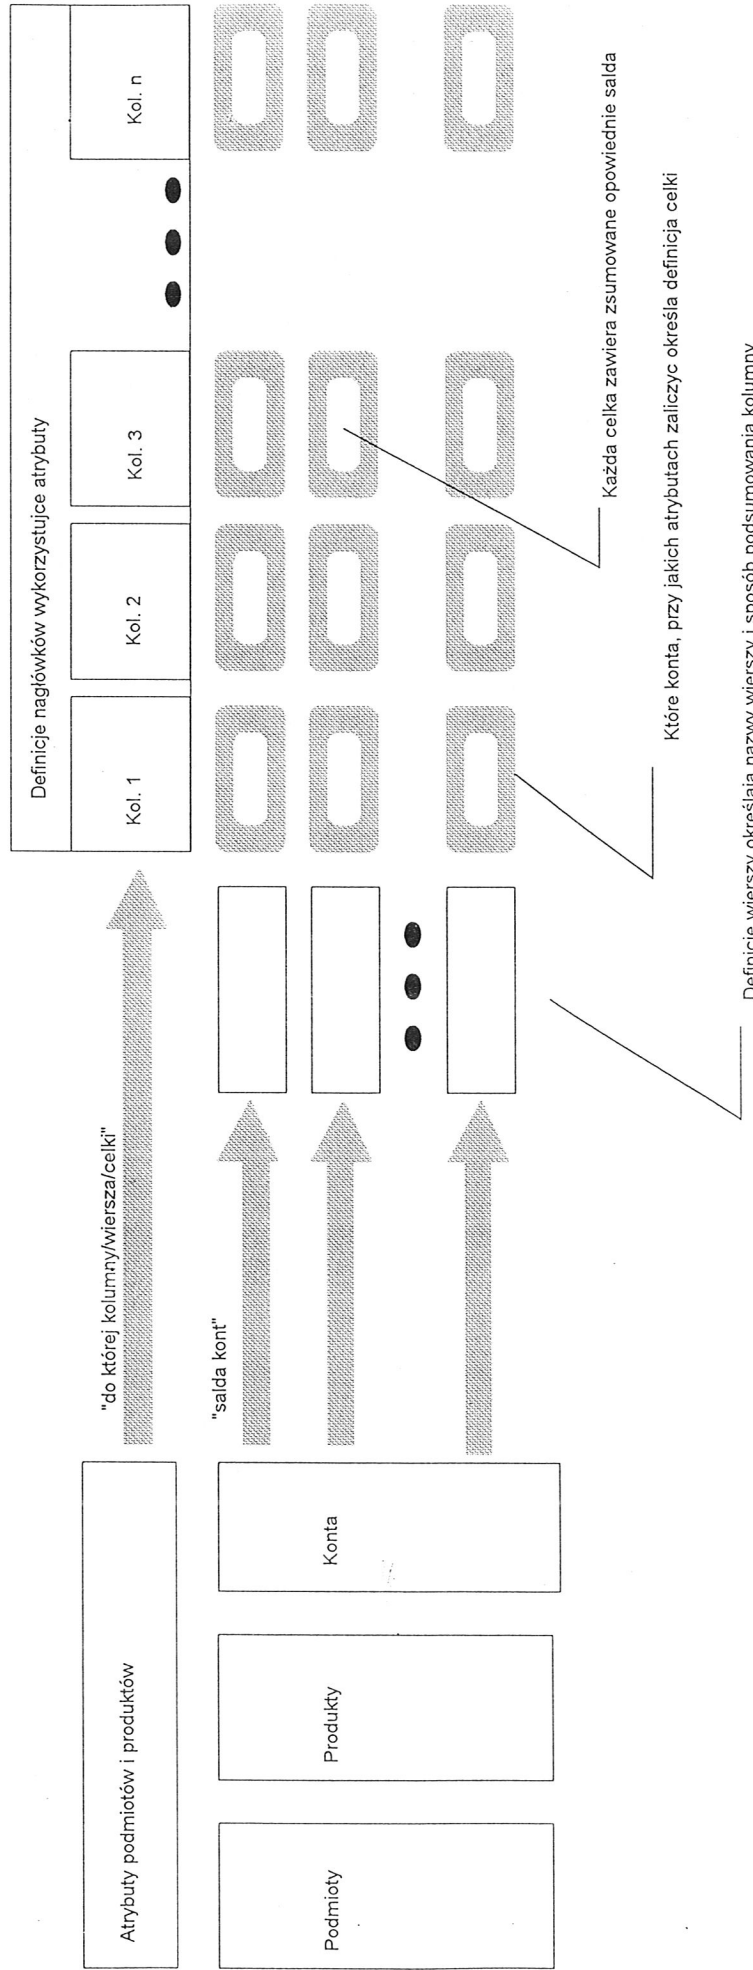 Definicje nagłówków wykorzystujce atrybuty
Kol. 1
Kol. 2
Kol. 3
Kol. n
Atrybuty podmiotów i produktów
"do której kolumny/wiersza/celki"
"salda kont"
Podmioty
Produkty
Konta
Każda celka zawiera zsumowane opowiednie salda
Które konta, przy jakich atrybutach zaliczyc określa definicja celki
Definicje wierszy określają nazwy wierszy i sposób podsumowania kolumny